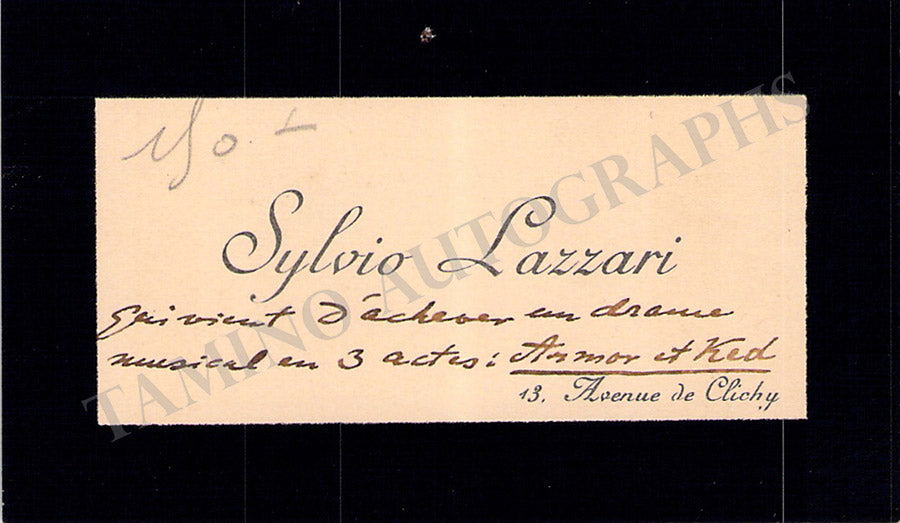 Sylvio Lazzari
qui vient d'achever un drame
musical en 3 actes : Armor et Ked
13. Avenue de Clichy
TAMINO AUTOGRAPHS